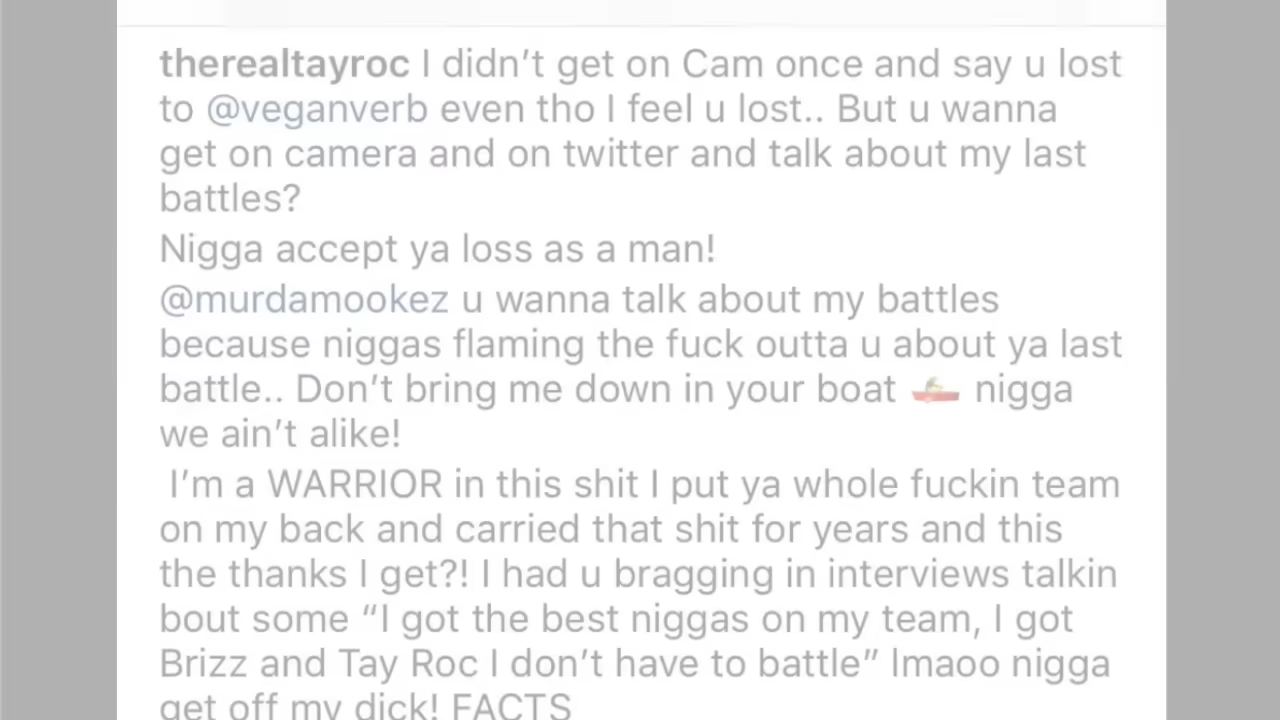 therealtayroc I didn’t get on Cam once and say u lost
to @veganverb even tho I feel u lost.. But u wanna
get on camera and on twitter and talk about my last
battles?
Nigga accept ya loss as a man!
@murdamookez u wanna talk about my battles
because niggas flaming the fuck outta u about ya last
battle.. Don’t bring me down in your boat 🚣 nigga
we ain’t alike!
I’m a WARRIOR in this shit I put ya whole fuckin team
on my back and carried that shit for years and this
the thanks I get?! I had u bragging in interviews talkin
bout some “I got the best niggas on my team, I got
Brizz and Tay Roc I don’t have to battle” lmaoo nigga
get off my dick! FACTS